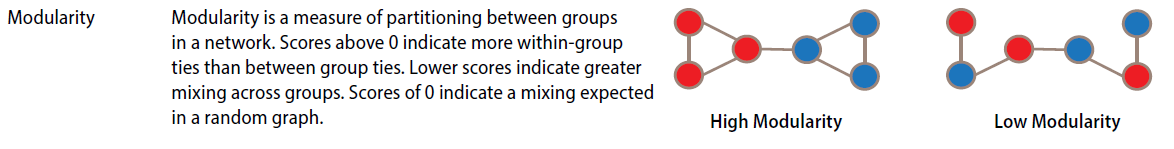 Modularity
Modularity is a measure of partitioning between groups
in a network. Scores above 0 indicate more within-group
ties than between group ties. Lower scores indicate greater
mixing across groups. Scores of 0 indicate a mixing expected
in a random graph.
High Modularity
Low Modularity